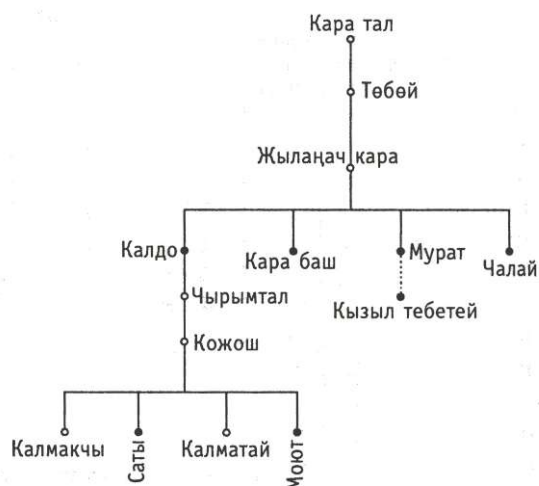 Кара тал
Төбөй
Жылаңач кара
Калдо
Кара баш
Мурат
Чалай
Чырымтал
Кызыл тебетей
Кожош
Калмакчы
Саты
Калматай
Моют